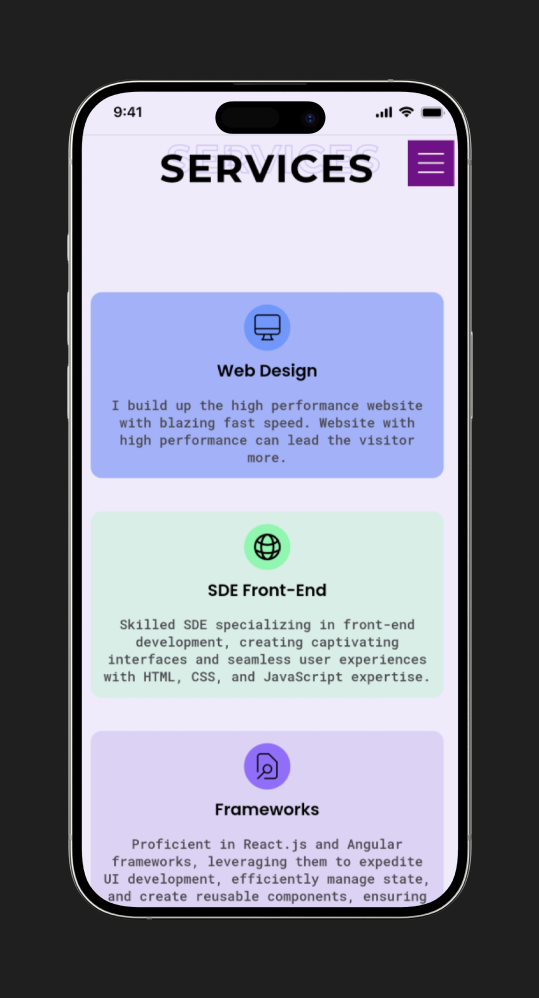 9:41
SERVICES
SERVICES
Web Design
I build up the high performance website
with blazing fast speed. Website with
high performance can lead the visitor
more.
SDE Front-End
Skilled SDE specializing in front-end
development, creating captivating
interfaces and seamless user experiences
with HTML, CSS, and JavaScript expertise.
Frameworks
Proficient in React.js and Angular
frameworks, leveraging them to expedite
UI development, efficiently manage state,
and create reusable components, ensuring